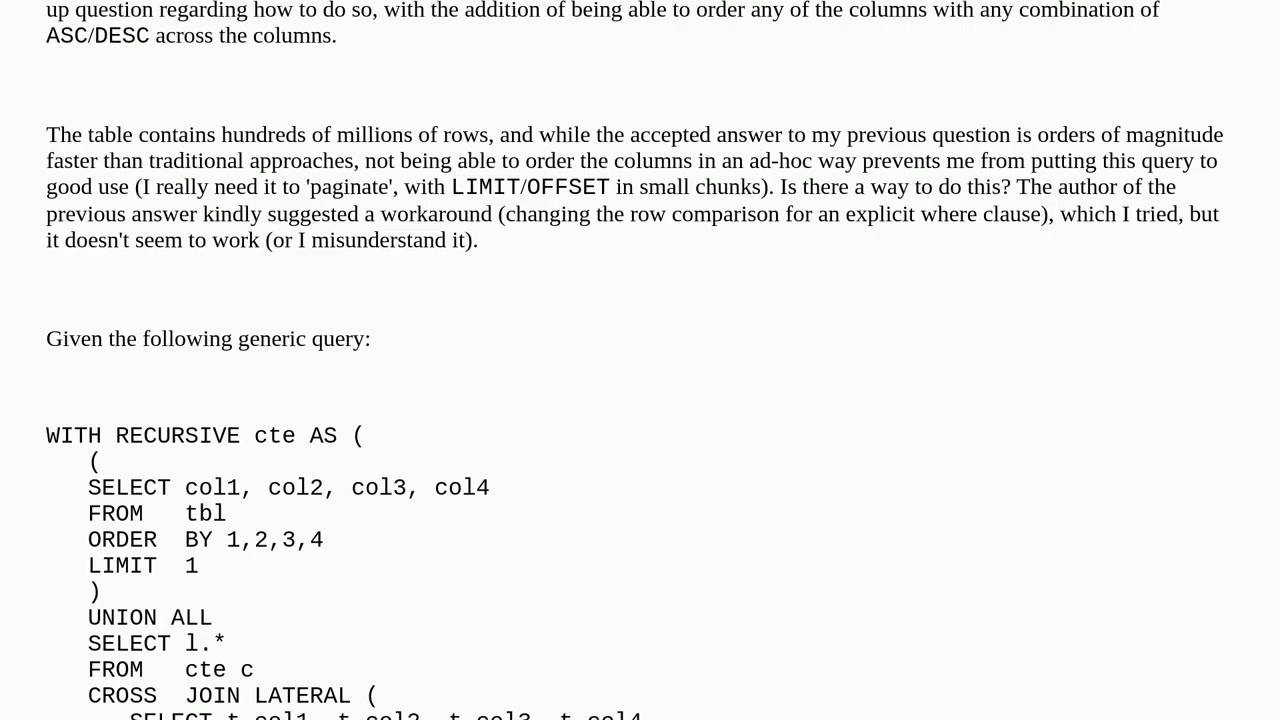 up question regarding how to do so, with the addition of being able to order any of the columns with any combination of
ASC/DESC across the columns.
The table contains hundreds of millions of rows, and while the accepted answer to my previous question is orders of magnitude
faster than traditional approaches, not being able to order the columns in an ad-hoc way prevents me from putting this query to
good use (I really need it to 'paginate', with LIMIT/OFFSET in small chunks). Is there a way to do this? The author of the
previous answer kindly suggested a workaround (changing the row comparison for an explicit where clause), which I tried, but
it doesn't seem to work (or I misunderstand it).
Given the following generic query:
WITH RECURSIVE cte AS (
   (
   SELECT col1, col2, col3, col4
   FROM   tbl
   ORDER  BY 1,2,3,4
   LIMIT  1
   )
   UNION ALL
   SELECT l.*
   FROM   cte c
   CROSS  JOIN LATERAL (
      SELECT t.col1, t.col2, t.col3, t.col4